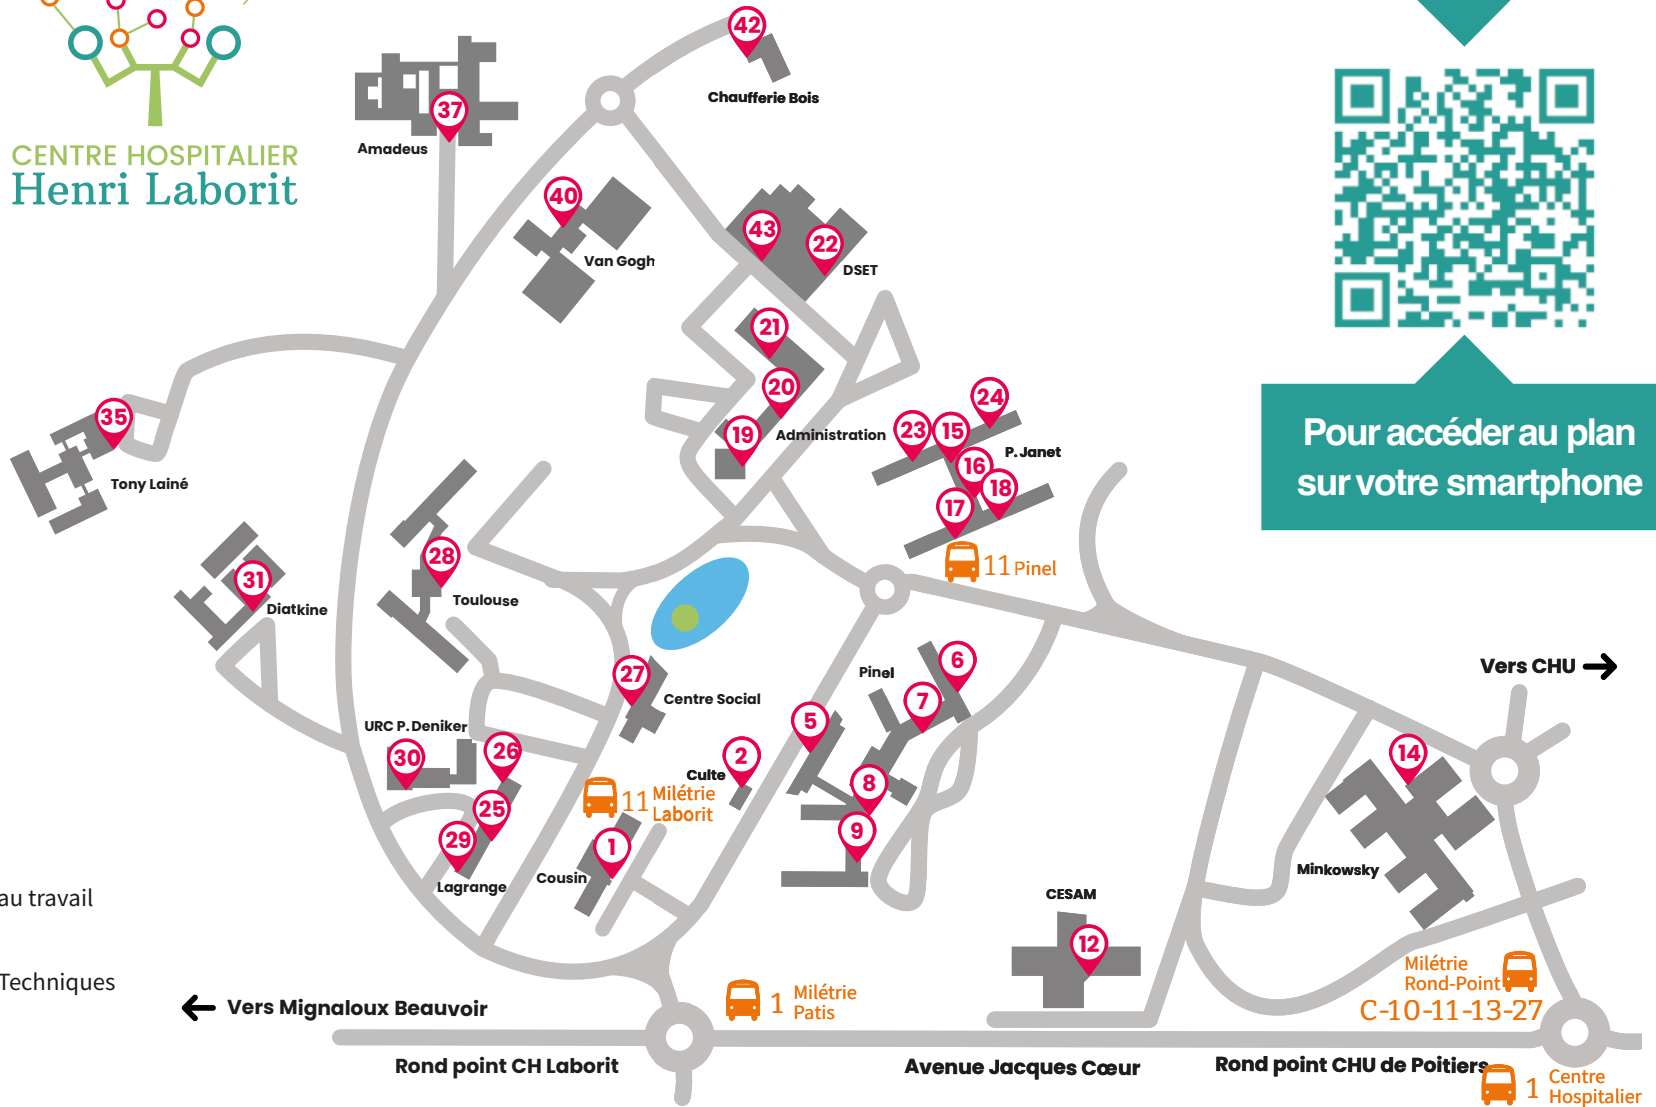 42
Chaufferie Bois
37
Amadeus
CENTRE HOSPITALIER
Henri Laborit
40
Van Gogh
43
22
DSET
21
20
19
Administration
24
23
15
P. Janet
16
18
17
11 Pinel
Pour accéder au plan
sur votre smartphone
35
Tony Lainé
31
Diatkine
28
Toulouse
27
Centre Social
Pinel
6
7
5
8
9
2
Culte
Vers CHU
URC P. Deniker
30
26
25
29
Lagrange
11 Milétrie
Laborit
1
Cousin
14
Minkowsky
CESAM
12
au travail
Techniques
Vers Mignaloux Beauvoir
1 Milétrie
Patis
Milétrie
Rond-Point
C-10-11-13-27
Rond point CH Laborit
Avenue Jacques Cœur
Rond point CHU de Poitiers
1 Centre
Hospitalier